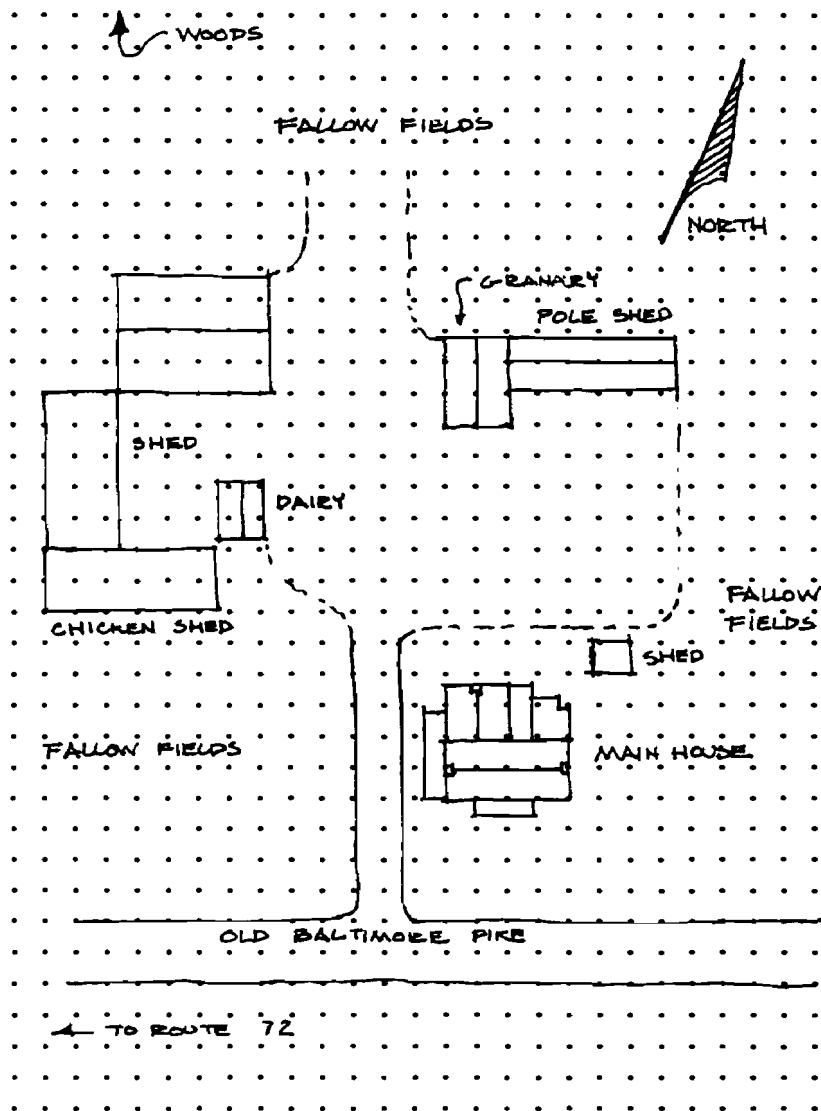 WOODS
FALLOW FIELDS
NORTH
GRANARY
POLE SHED
SHED
DAIRY
FALLOW
FIELDS
CHICKEN SHED
SHED
FALLOW FIELDS
MAIN HOUSE
OLD BALTIMORE PIKE
TO ROUTE 72